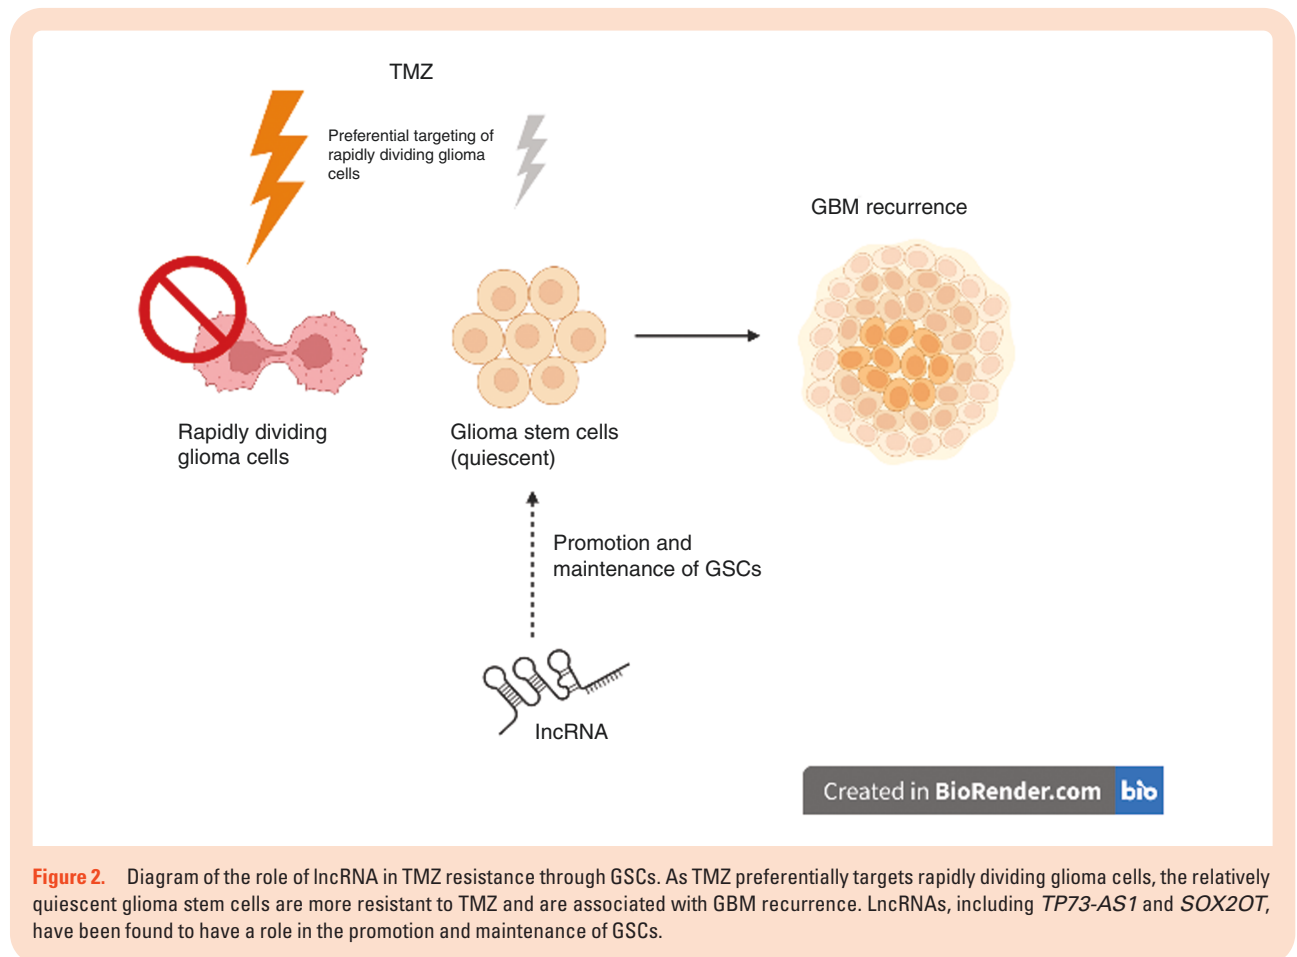 TMZ
Preferential targeting of
rapidly dividing glioma
cells
GBM recurrence
Rapidly dividing
glioma cells
Glioma stem cells
(quiescent)
Promotion and
maintenance of GSCs
lncRNA
Created in BioRender.com bio
Figure 2. Diagram of the role of lncRNA in TMZ resistance through GSCs. As TMZ preferentially targets rapidly dividing glioma cells, the relatively
quiescent glioma stem cells are more resistant to TMZ and are associated with GBM recurrence. LncRNAs, including TP73-AS1 and SOX2OT,
have been found to have a role in the promotion and maintenance of GSCs.